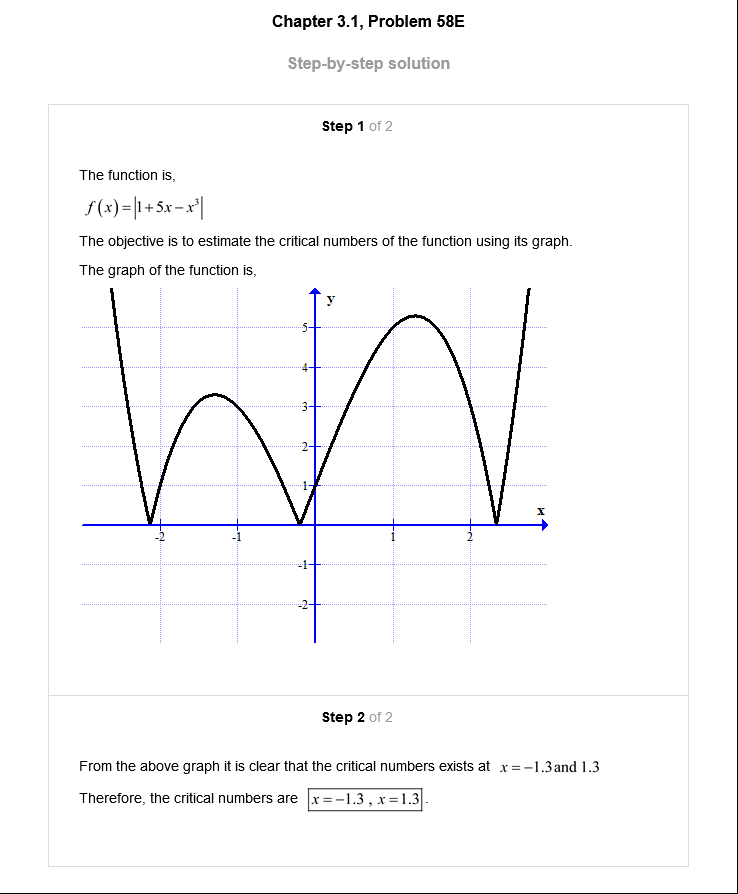 Chapter 3.1, Problem 58E
Step-by-step solution
Step 1 of 2
The function is,
f(x)=|1+5x−x³|
The objective is to estimate the critical numbers of the function using its graph.
The graph of the function is,
y
5
4
3
2
1
x
-2 -1 1 2
-1
-2
Step 2 of 2
From the above graph it is clear that the critical numbers exists at x=−1.3 and 1.3
Therefore, the critical numbers are x=−1.3 , x=1.3.